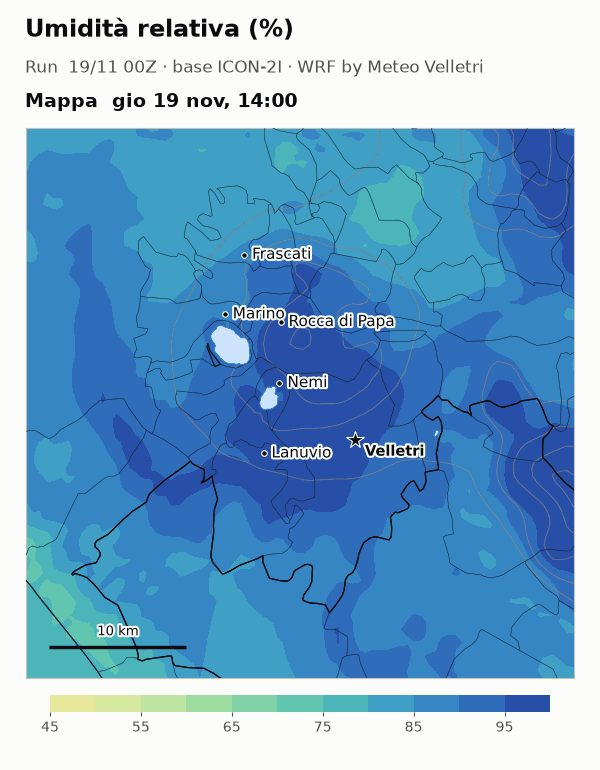 Umidità relativa (%)
Run  19/11 00Z · base ICON-2I · WRF by Meteo Velletri
Mappa  gio 19 nov, 14:00
Frascati
Marino
Rocca di Papa
Nemi
Velletri
Lanuvio
10 km
45 55 65 75 85 95